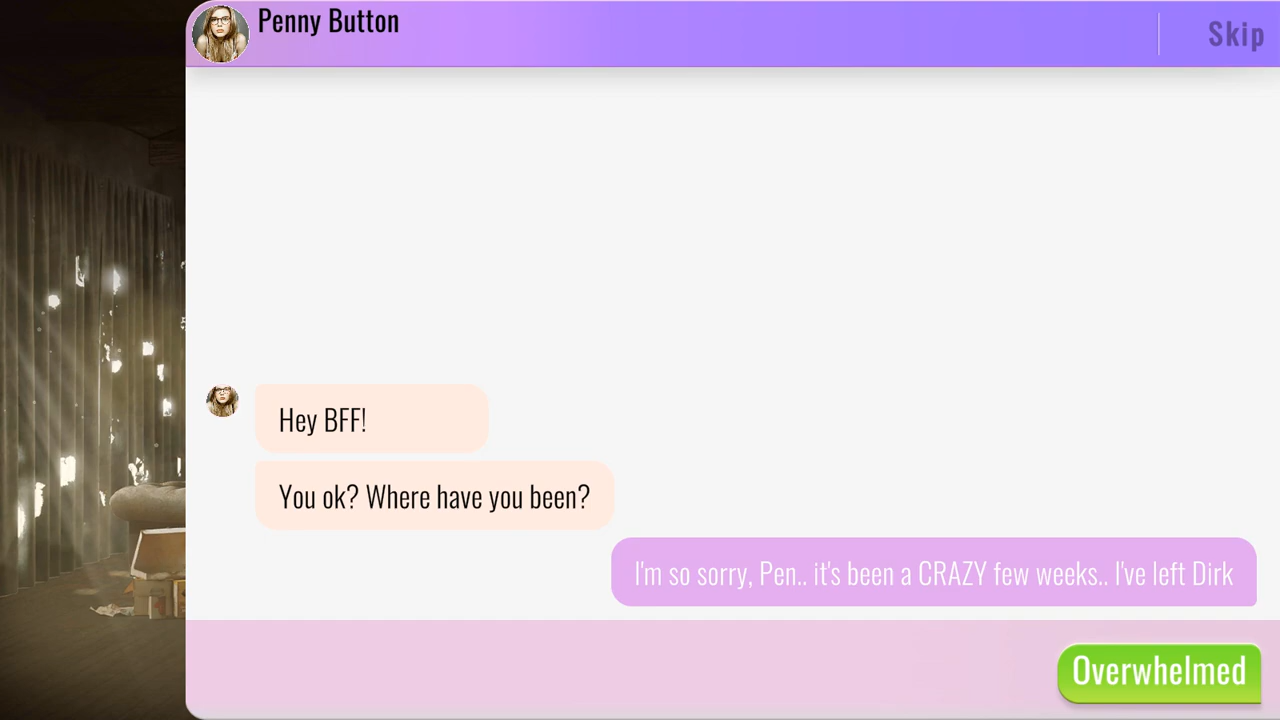 Penny Button
Skip
Hey BFF!
You ok? Where have you been?
I'm so sorry, Pen.. it's been a CRAZY few weeks.. I've left Dirk
Overwhelmed